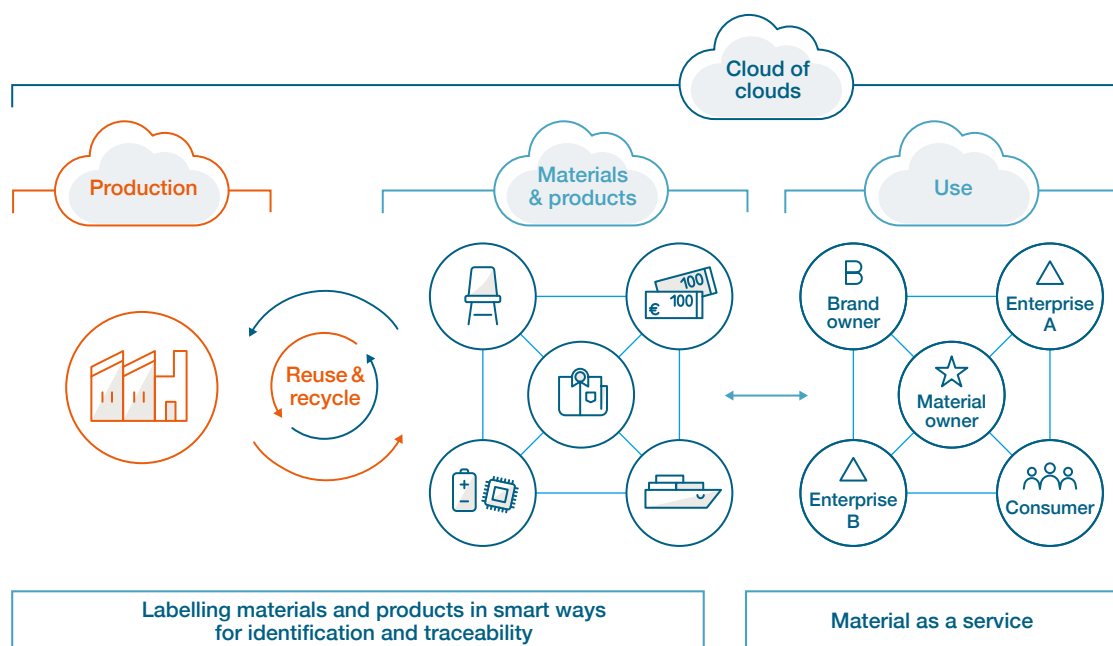 Cloud of
clouds
Production
Materials
& products
Use
100
€ 100
B
Brand
owner
Enterprise
A
Reuse &
recycle
Material
owner
+
−
Enterprise
B
Consumer
Labelling materials and products in smart ways
for identification and traceability
Material as a service